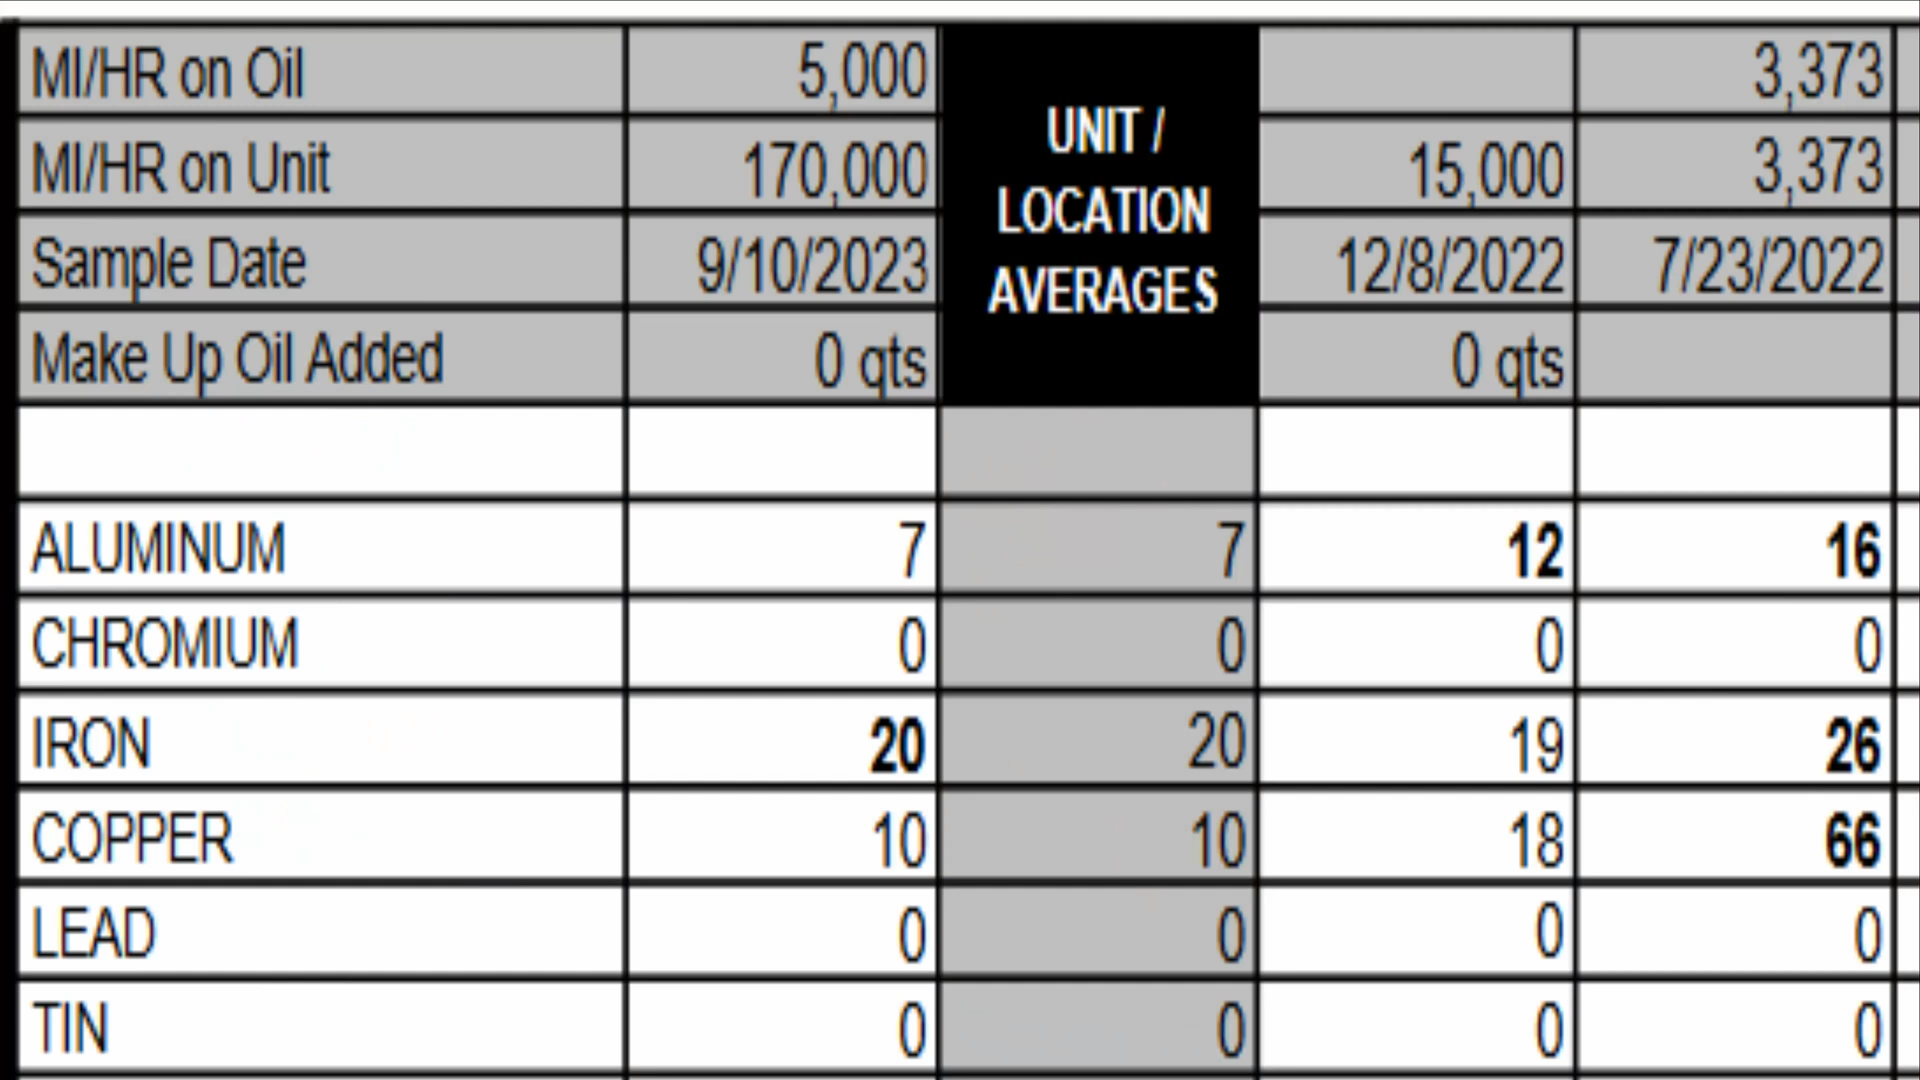 MI/HR on Oil 5,000 3,373
MI/HR on Unit 170,000 15,000 3,373
Sample Date 9/10/2023 12/8/2022 7/23/2022
Make Up Oil Added 0 qts 0 qts
UNIT /
LOCATION
AVERAGES
ALUMINUM 7 7 12 16
CHROMIUM 0 0 0 0
IRON 20 20 19 26
COPPER 10 10 18 66
LEAD 0 0 0 0
TIN 0 0 0 0